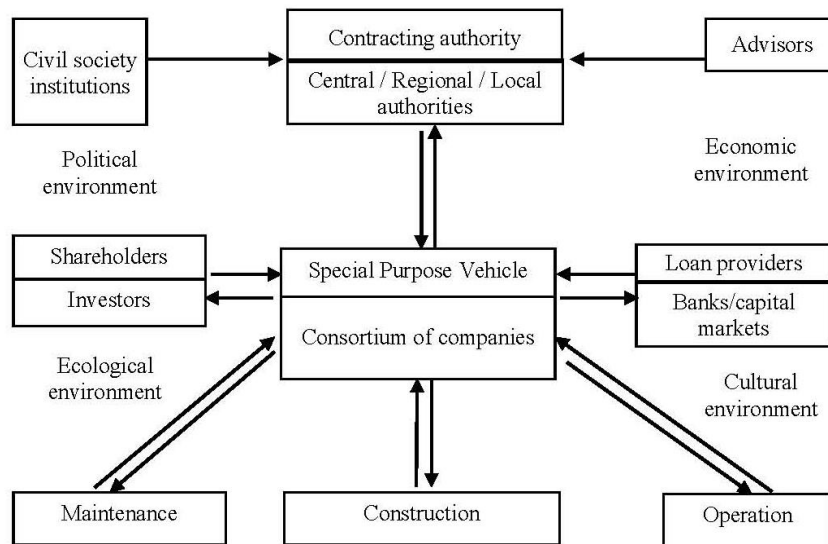 Civil society
institutions
Contracting authority
Central / Regional / Local
authorities
Advisors
Political
environment
Economic
environment
Shareholders
Investors
Special Purpose Vehicle
Consortium of companies
Loan providers
Banks/capital
markets
Ecological
environment
Cultural
environment
Maintenance
Construction
Operation